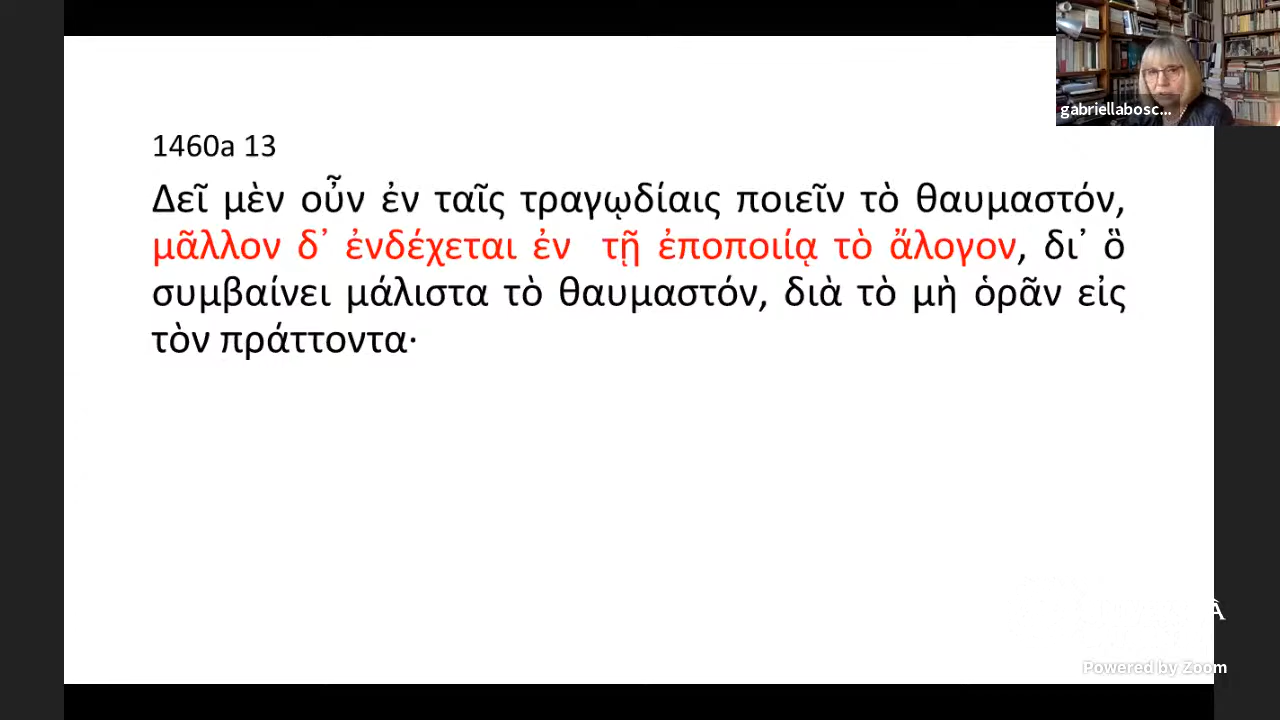 gabriellabosc...
1460a 13
Δεῖ μὲν οὖν ἐν ταῖς τραγῳδίαις ποιεῖν τὸ θαυμαστόν,
μᾶλλον δ᾽ ἐνδέχεται ἐν τῇ ἐποποιίᾳ τὸ ἄλογον, δι᾽ ὃ
συμβαίνει μάλιστα τὸ θαυμαστόν, διὰ τὸ μὴ ὁρᾶν εἰς
τὸν πράττοντα·
Powered by Zoom